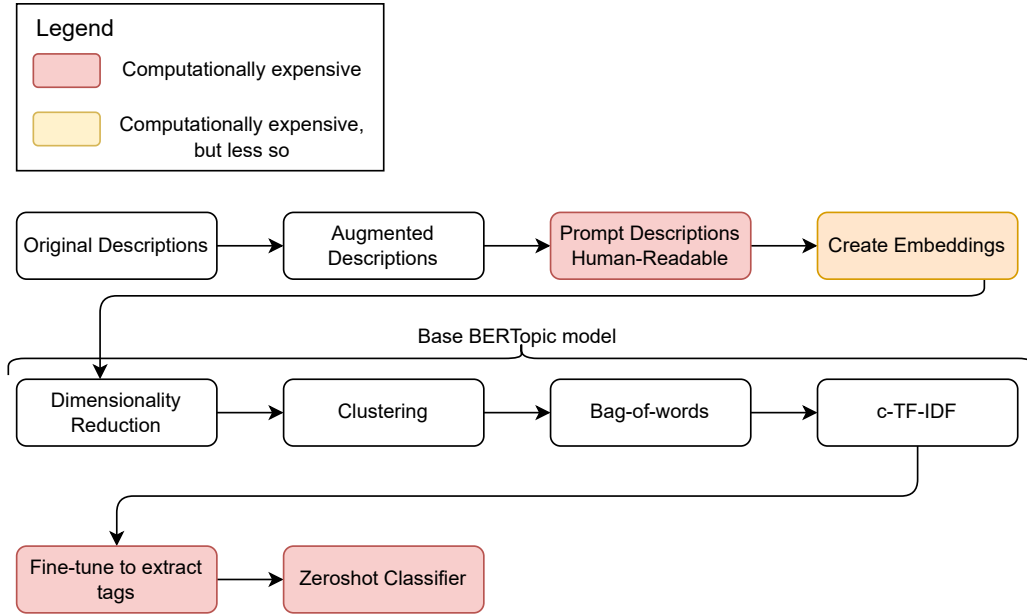 Legend
Computationally expensive
Computationally expensive,
but less so
Original Descriptions
Augmented
Descriptions
Prompt Descriptions
Human-Readable
Create Embeddings
Base BERTopic model
Dimensionality
Reduction
Clustering
Bag-of-words
c-TF-IDF
Fine-tune to extract
tags
Zeroshot Classifier